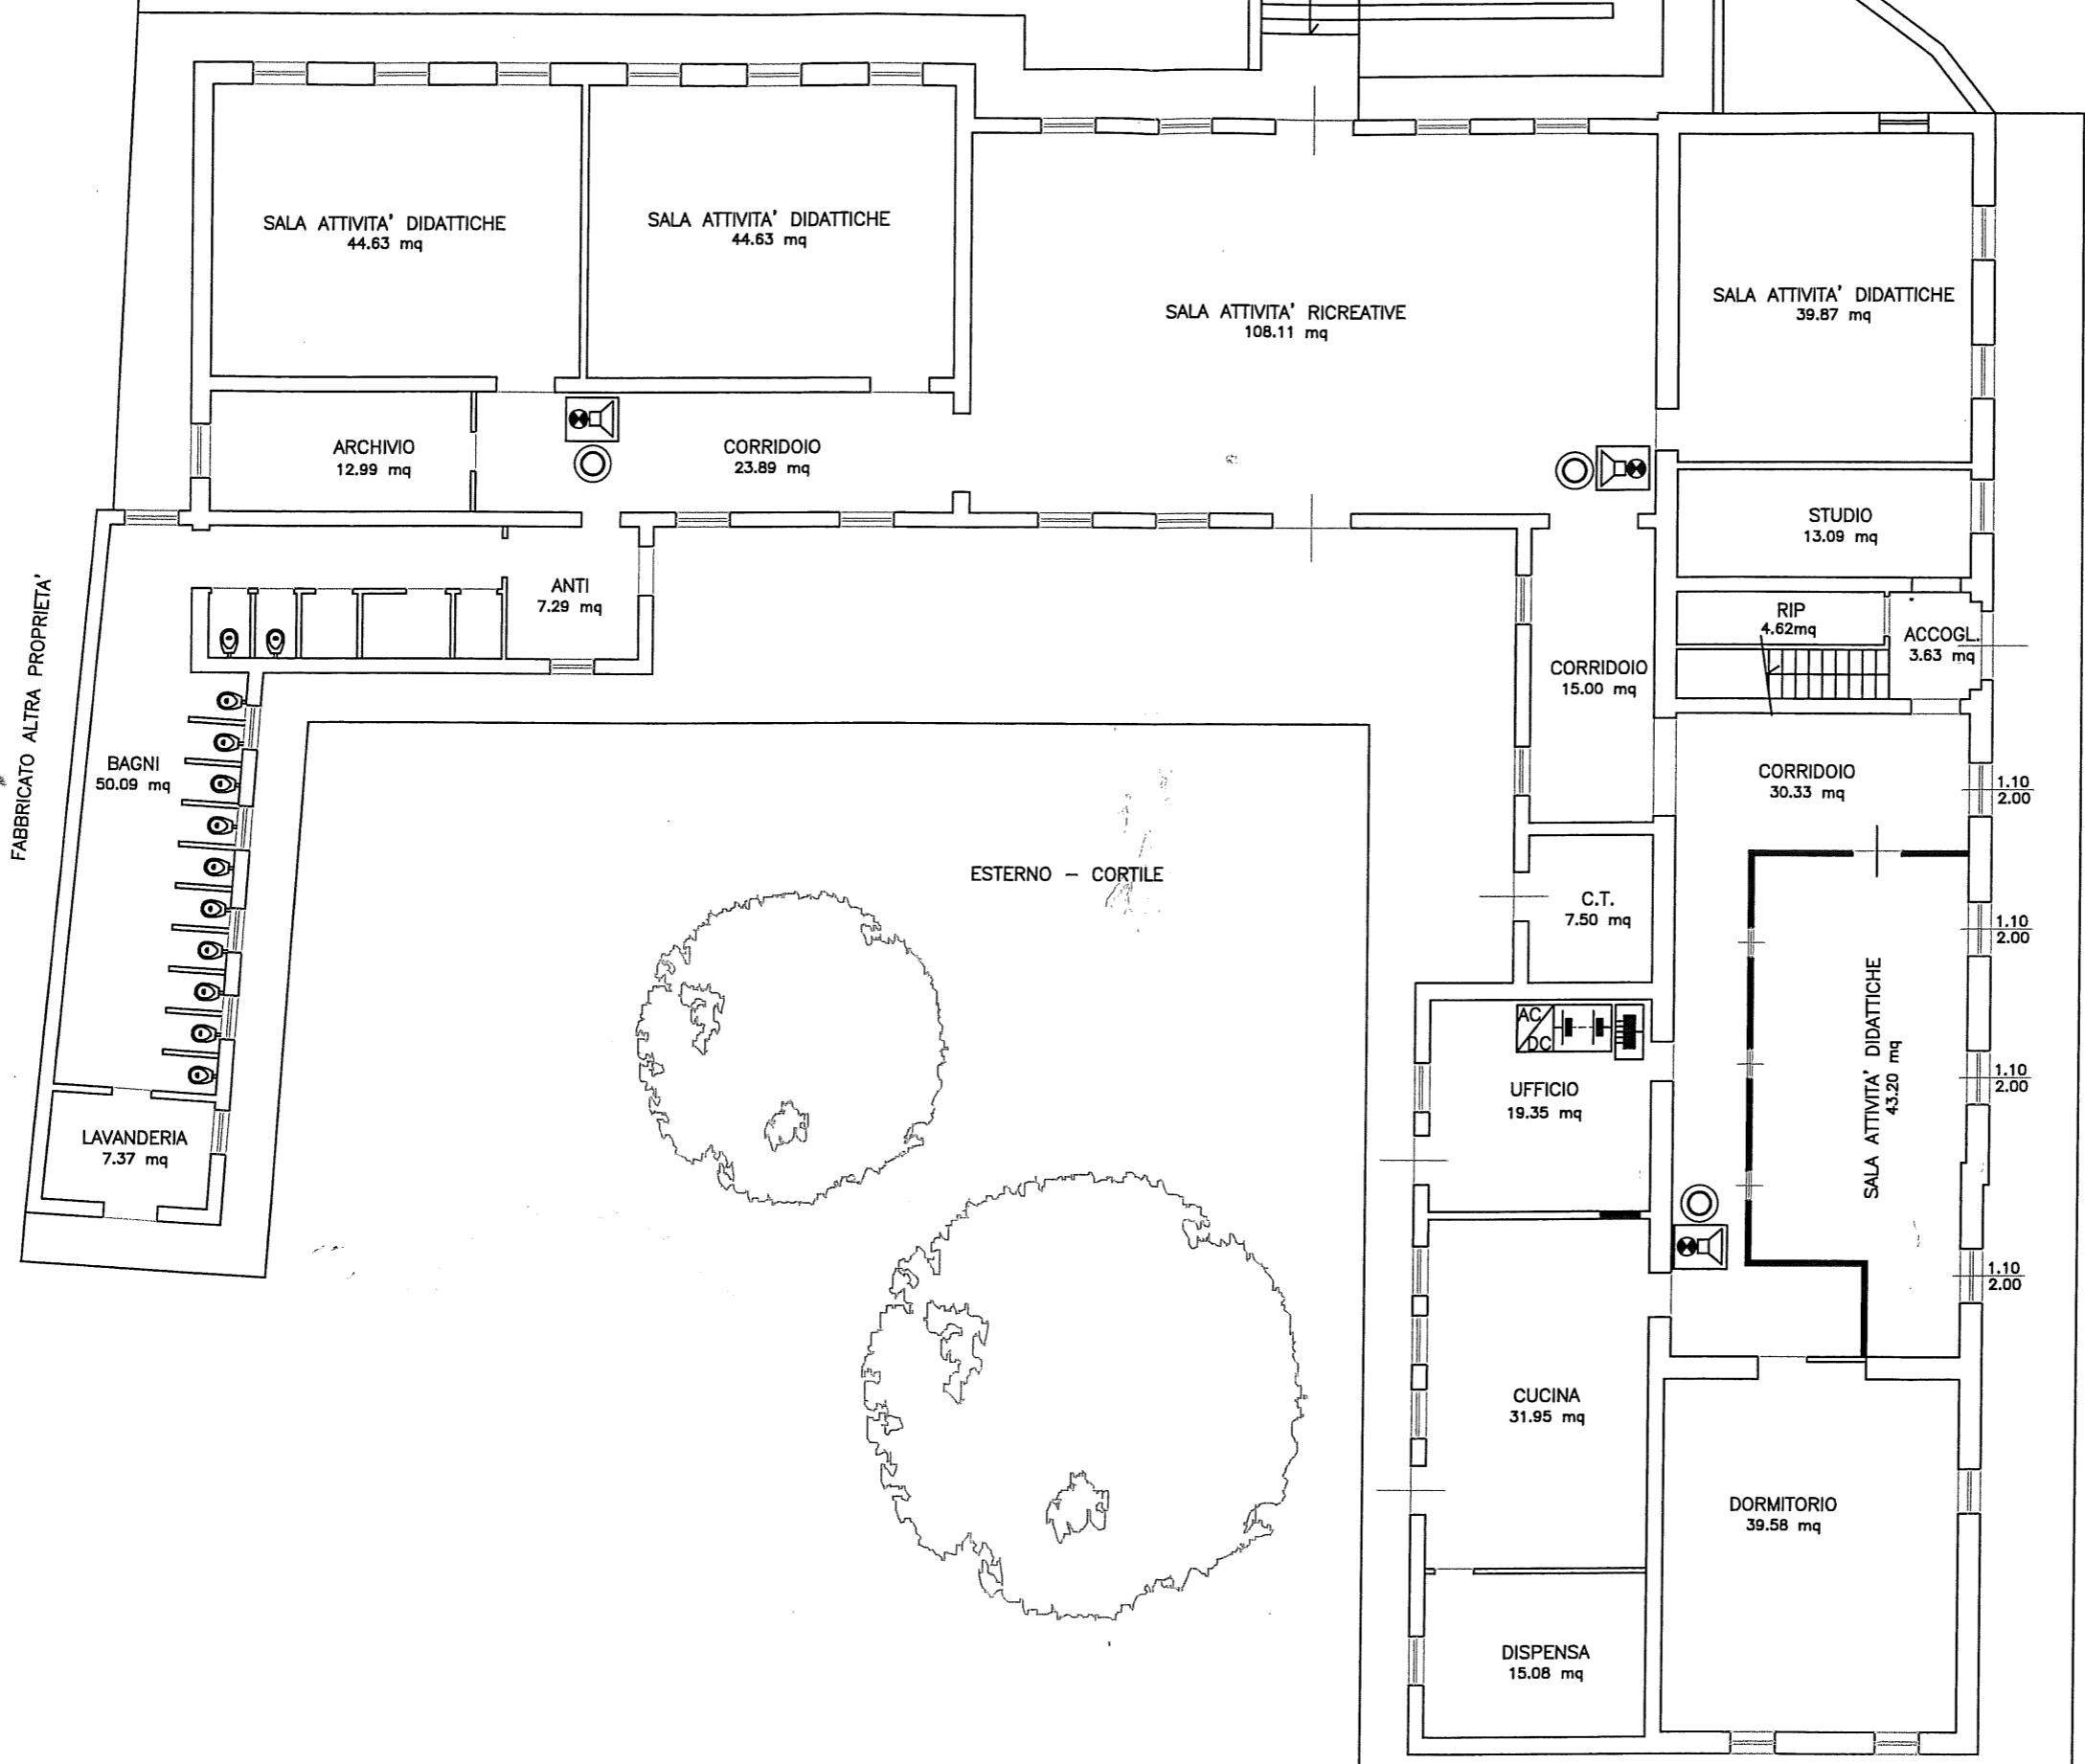 SALA ATTIVITA' DIDATTICHE
44.63 mq
SALA ATTIVITA' DIDATTICHE
44.63 mq
SALA ATTIVITA' RICREATIVE
108.11 mq
SALA ATTIVITA' DIDATTICHE
39.87 mq
ARCHIVIO
12.99 mq
CORRIDOIO
23.89 mq
STUDIO
13.09 mq
ANTI
7.29 mq
RIP
4.62mq
ACCOGL.
3.63 mq
CORRIDOIO
15.00 mq
FABBRICATO ALTRA PROPRIETA'
BAGNI
50.09 mq
CORRIDOIO
30.33 mq
1.10
2.00
ESTERNO - CORTILE
C.T.
7.50 mq
1.10
2.00
SALA ATTIVITA' DIDATTICHE
43.20 mq
AC
DC
UFFICIO
19.35 mq
1.10
2.00
LAVANDERIA
7.37 mq
1.10
2.00
CUCINA
31.95 mq
DORMITORIO
39.58 mq
DISPENSA
15.08 mq